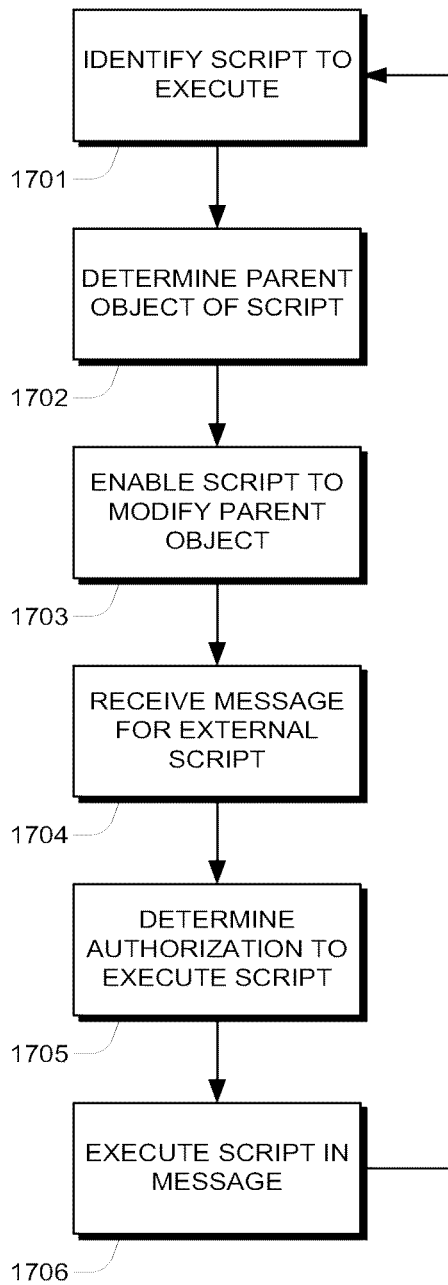 IDENTIFY SCRIPT TO
EXECUTE
1701
DETERMINE PARENT
OBJECT OF SCRIPT
1702
ENABLE SCRIPT TO
MODIFY PARENT
OBJECT
1703
RECEIVE MESSAGE
FOR EXTERNAL
SCRIPT
1704
DETERMINE
AUTHORIZATION TO
EXECUTE SCRIPT
1705
EXECUTE SCRIPT IN
MESSAGE
1706